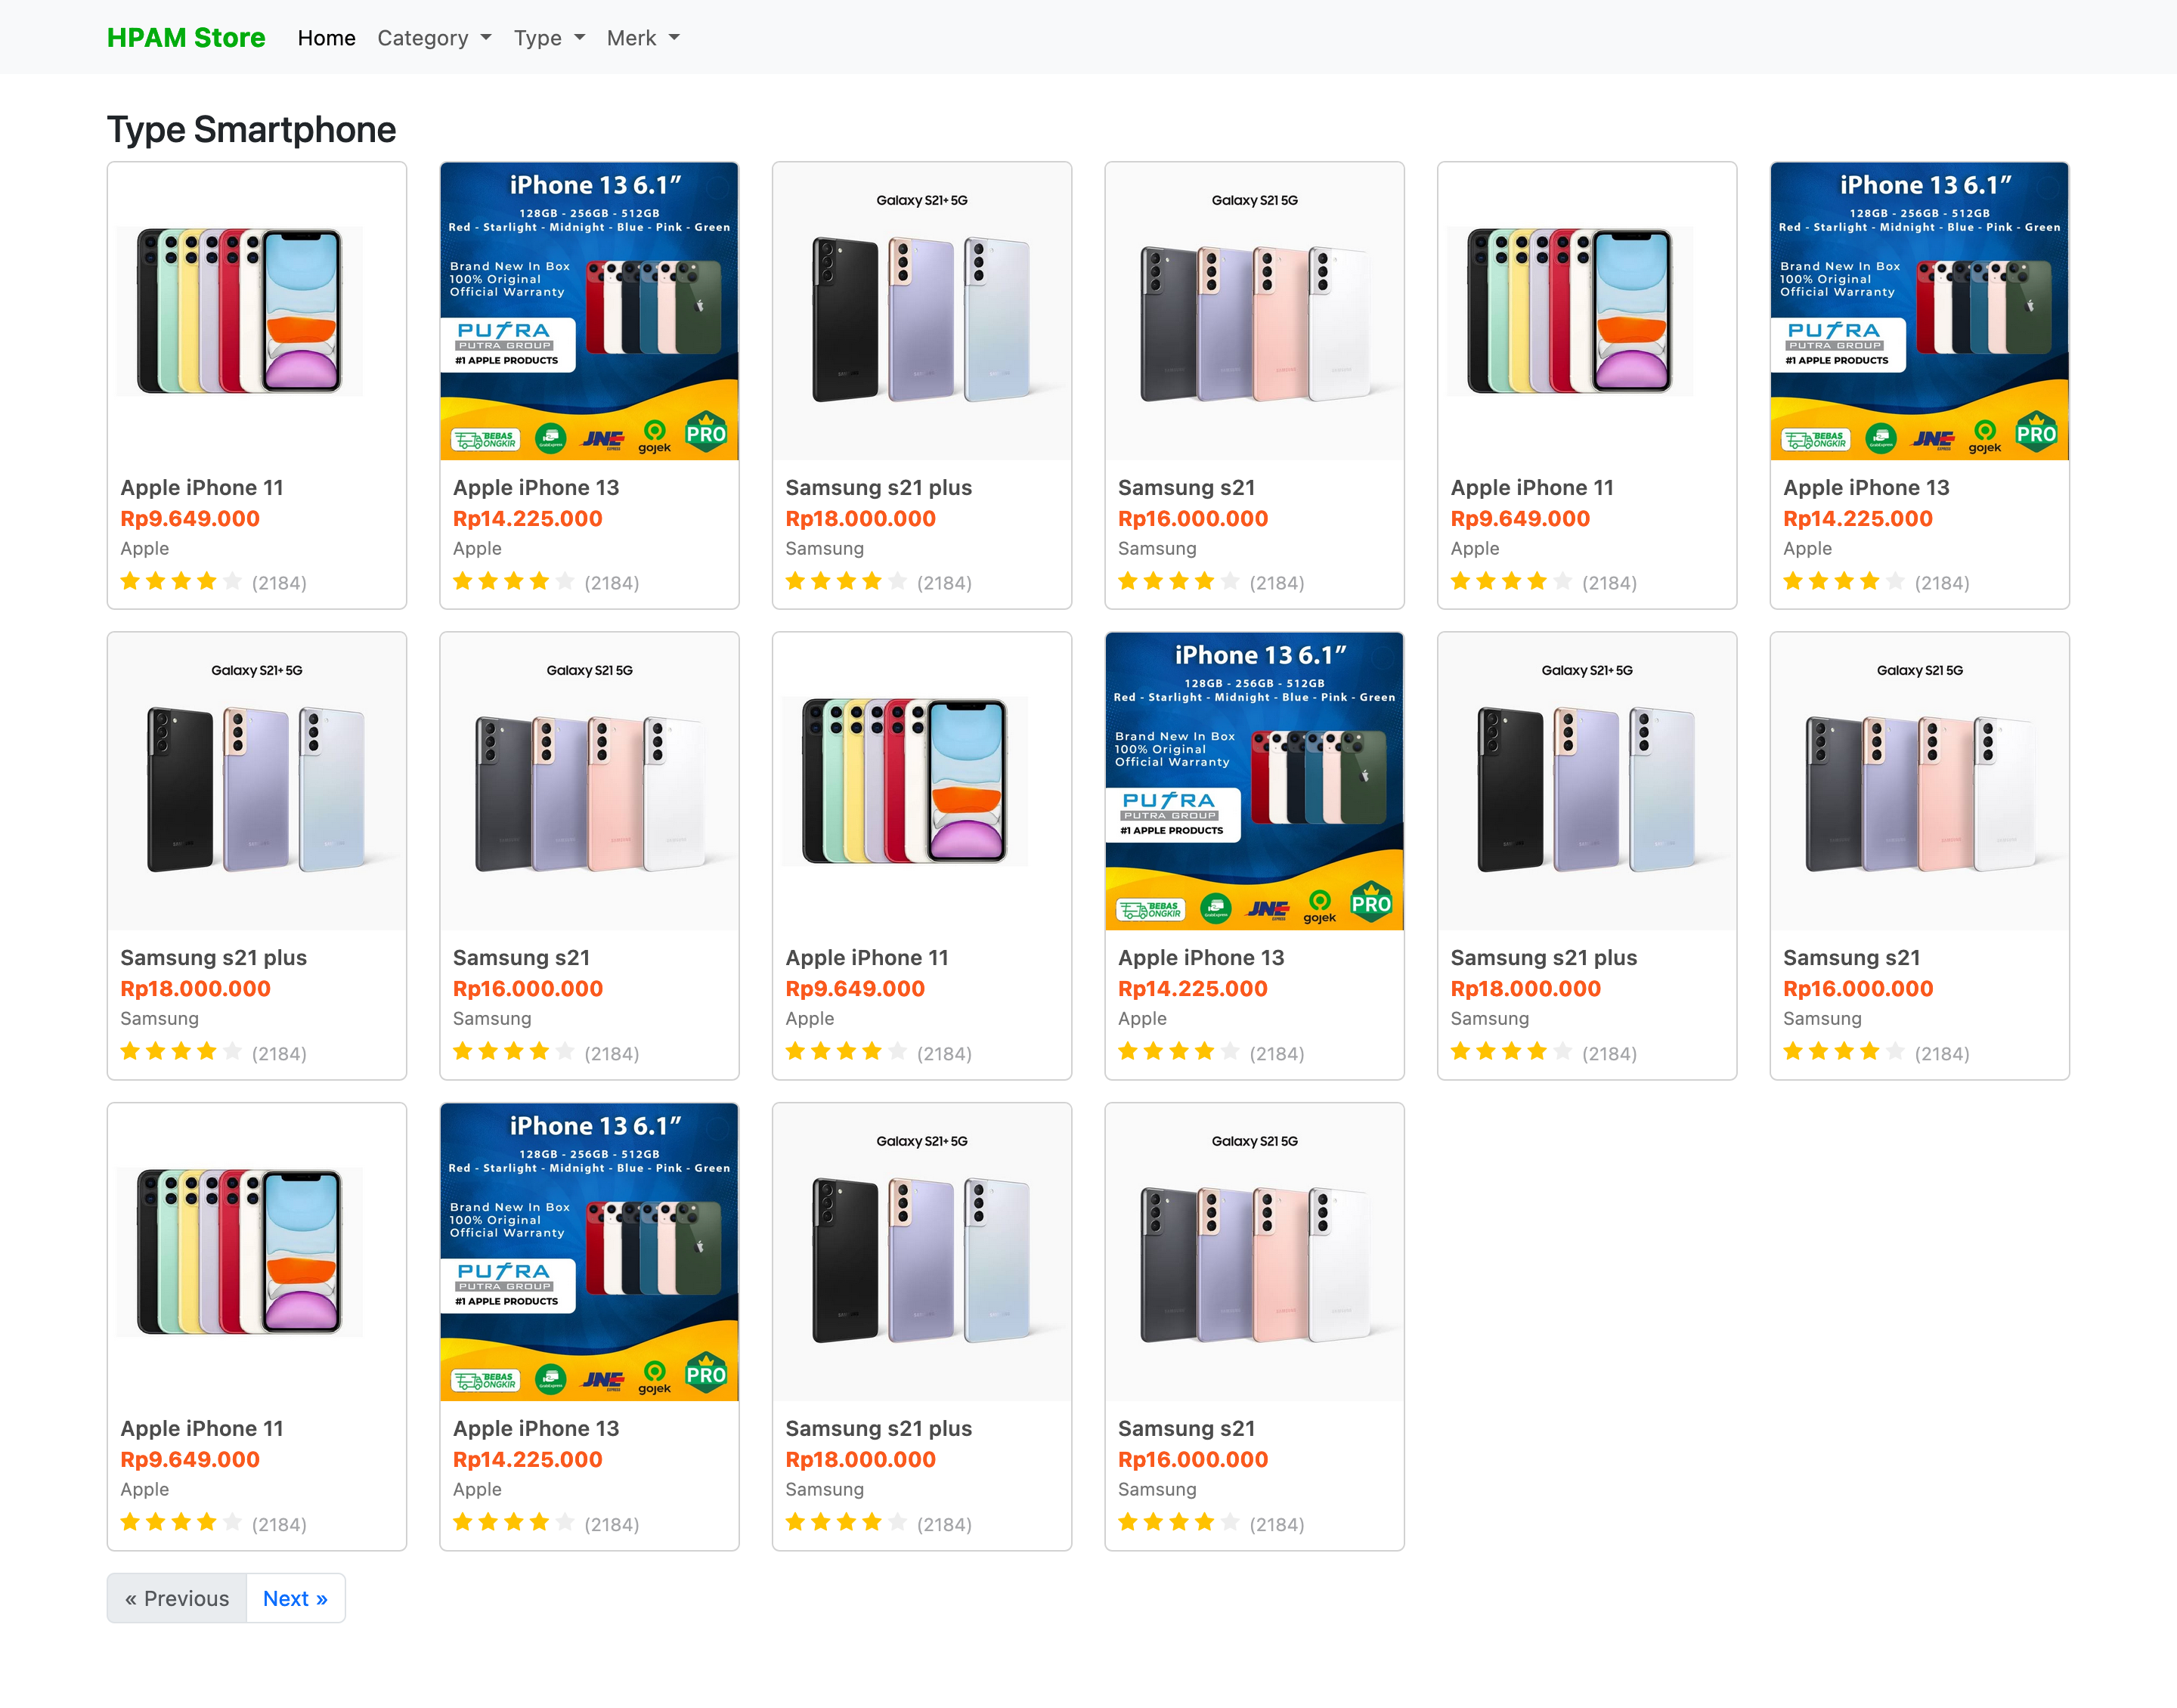 HPAM Store Home Category Type Merk
Type Smartphone
iPhone 13 6.1”
128GB - 256GB - 512GB
Red - Starlight - Midnight - Blue - Pink - Green
Brand New In Box
100% Original
Official Warranty
PUTRA
PUTRA GROUP
#1 APPLE PRODUCTS
BEBAS ONGKIR
JNE EXPRESS
gojek
PRO
Galaxy S21+ 5G
Galaxy S21 5G
iPhone 13 6.1”
128GB - 256GB - 512GB
Red - Starlight - Midnight - Blue - Pink - Green
Brand New In Box
100% Original
Official Warranty
PUTRA
PUTRA GROUP
#1 APPLE PRODUCTS
BEBAS ONGKIR
JNE EXPRESS
gojek
PRO
Apple iPhone 11
Rp9.649.000
Apple
(2184)
Apple iPhone 13
Rp14.225.000
Apple
(2184)
Samsung s21 plus
Rp18.000.000
Samsung
(2184)
Samsung s21
Rp16.000.000
Samsung
(2184)
Apple iPhone 11
Rp9.649.000
Apple
(2184)
Apple iPhone 13
Rp14.225.000
Apple
(2184)
Galaxy S21+ 5G
Galaxy S21 5G
iPhone 13 6.1”
128GB - 256GB - 512GB
Red - Starlight - Midnight - Blue - Pink - Green
Brand New In Box
100% Original
Official Warranty
PUTRA
PUTRA GROUP
#1 APPLE PRODUCTS
BEBAS ONGKIR
JNE EXPRESS
gojek
PRO
Galaxy S21+ 5G
Galaxy S21 5G
Samsung s21 plus
Rp18.000.000
Samsung
(2184)
Samsung s21
Rp16.000.000
Samsung
(2184)
Apple iPhone 11
Rp9.649.000
Apple
(2184)
Apple iPhone 13
Rp14.225.000
Apple
(2184)
Samsung s21 plus
Rp18.000.000
Samsung
(2184)
Samsung s21
Rp16.000.000
Samsung
(2184)
iPhone 13 6.1”
128GB - 256GB - 512GB
Red - Starlight - Midnight - Blue - Pink - Green
Brand New In Box
100% Original
Official Warranty
PUTRA
PUTRA GROUP
#1 APPLE PRODUCTS
BEBAS ONGKIR
JNE EXPRESS
gojek
PRO
Galaxy S21+ 5G
Galaxy S21 5G
Apple iPhone 11
Rp9.649.000
Apple
(2184)
Apple iPhone 13
Rp14.225.000
Apple
(2184)
Samsung s21 plus
Rp18.000.000
Samsung
(2184)
Samsung s21
Rp16.000.000
Samsung
(2184)
« Previous Next »